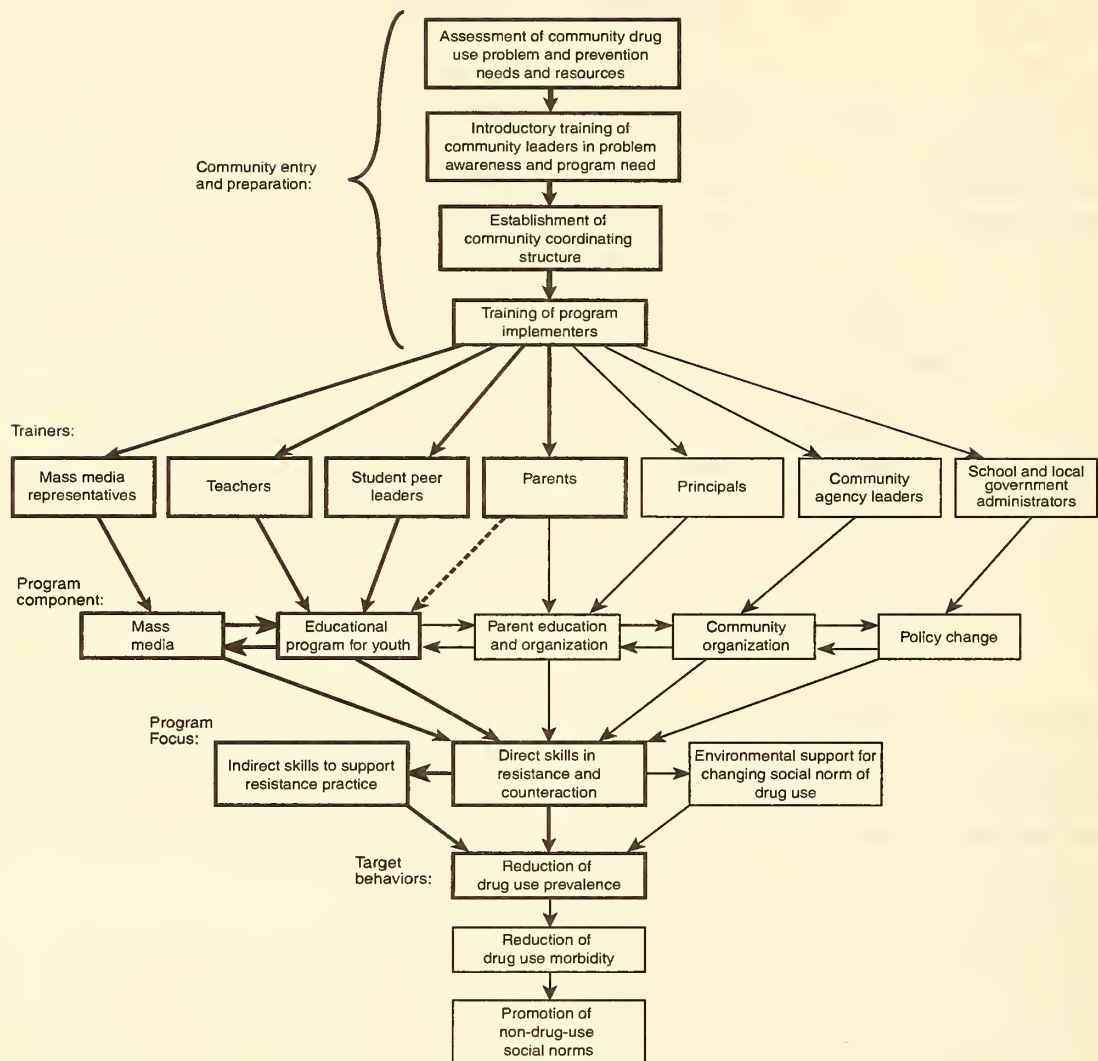 Assessment of community drug
use problem and prevention
needs and resources
Introductory training of
community leaders in problem
awareness and program need
Community entry
and preparation:
Establishment of
community coordinating
structure
Training of program
implementers
Trainers:
Mass media
representatives
Teachers
Student peer
leaders
Parents
Principals
Community
agency leaders
School and local
government
administrators
Program
component:
Mass
media
Educational
program for youth
Parent education
and organization
Community
organization
Policy change
Program
Focus:
Indirect skills to support
resistance practice
Direct skills in
resistance and
counteraction
Environmental support for
changing social norm of
drug use
Target
behaviors:
Reduction of
drug use prevalence
Reduction of
drug use morbidity
Promotion of
non-drug-use
social norms